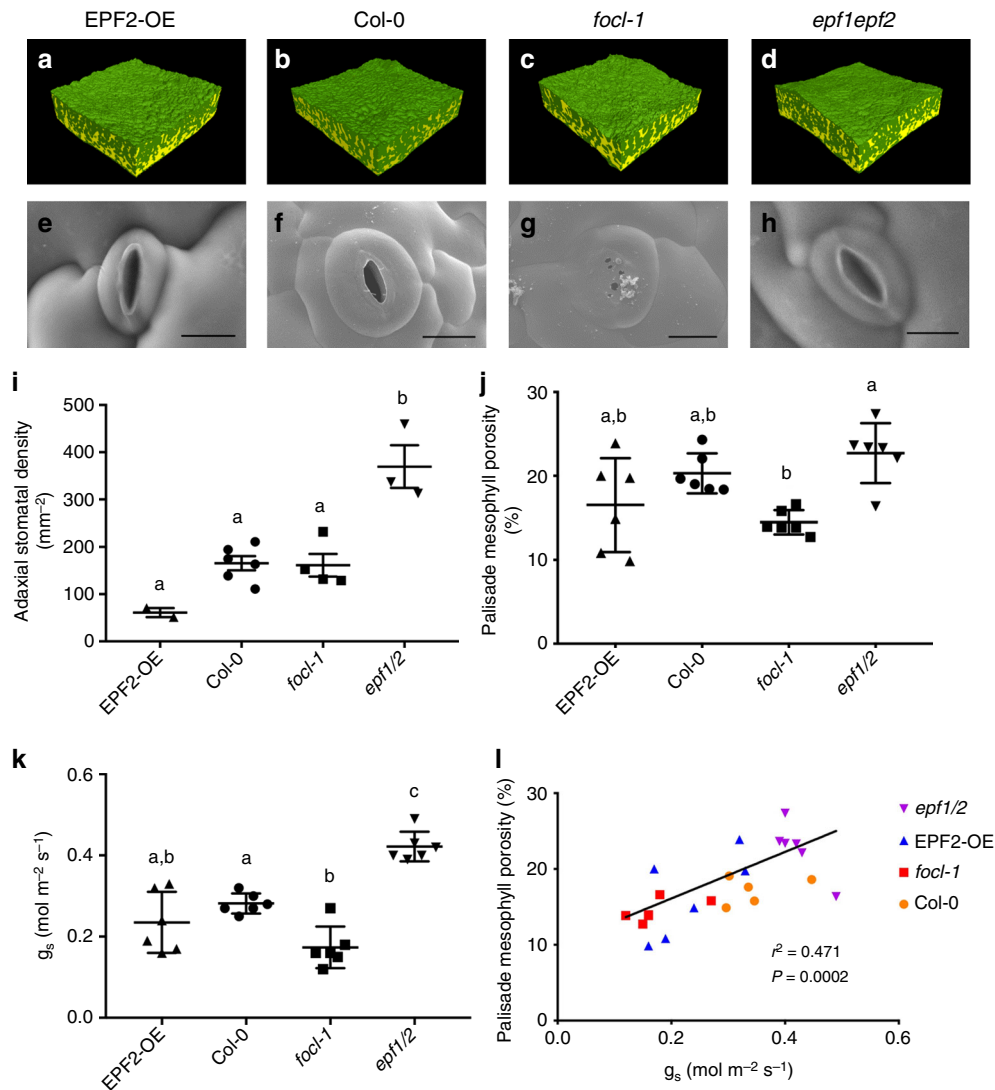 EPF2-OE Col-0 focl-1 epf1epf2
a b c d
e f g h
i
Adaxial stomatal density
(mm⁻²)
500
400
300
200
100
0
a
a
a
b
EPF2-OE
Col-0
focl-1
epf1/2
j
Palisade mesophyll porosity
(%)
30
20
10
0
a,b
a,b
b
a
EPF2-OE
Col-0
focl-1
epf1/2
k
gs (mol m⁻² s⁻¹)
0.6
0.4
0.2
0.0
a,b
a
b
c
EPF2-OE
Col-0
focl-1
epf1/2
l
Palisade mesophyll porosity (%)
30
20
10
0
0.0 0.2 0.4 0.6
gs (mol m⁻² s⁻¹)
r² = 0.471
P = 0.0002
epf1/2
EPF2-OE
focl-1
Col-0